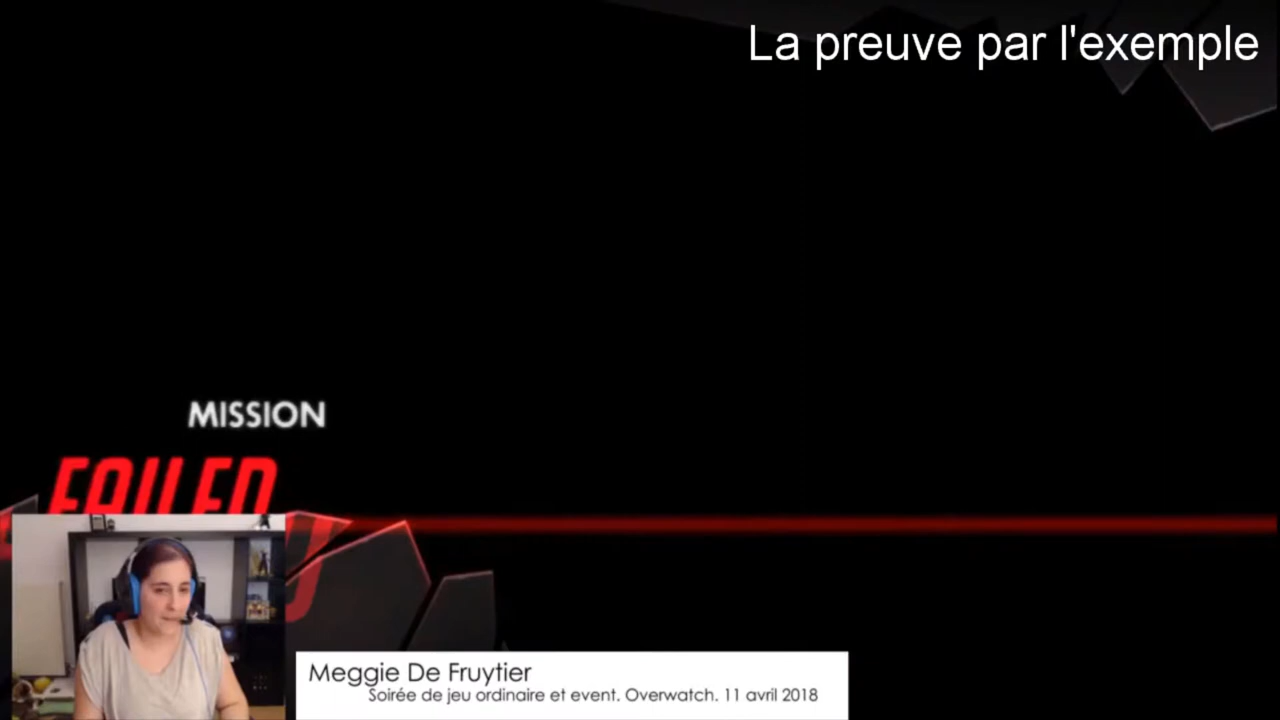 La preuve par l'exemple
MISSION
FAILED
Meggie De Fruytier
Soirée de jeu ordinaire et event. Overwatch. 11 avril 2018